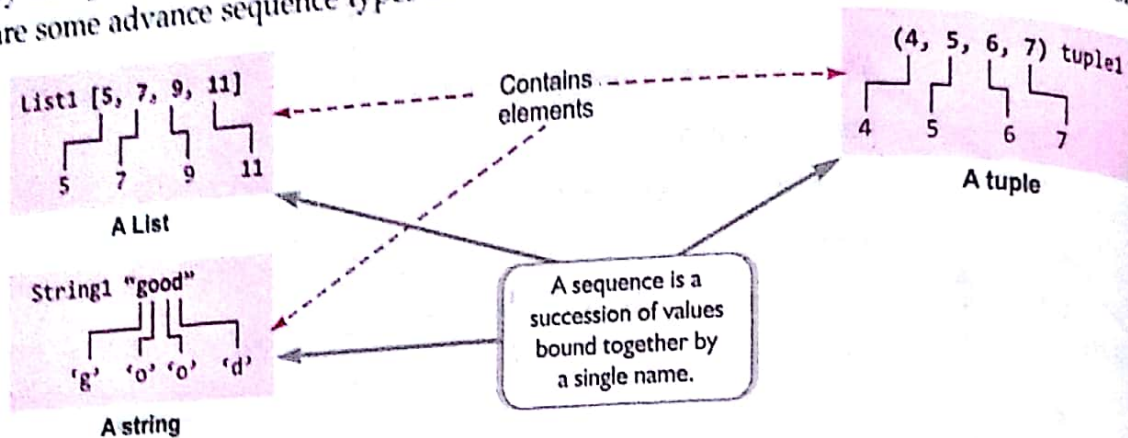 are some advance sequence
List1 [5, 7, 9, 11]
5 7 9 11
A List
Contains
elements
(4, 5, 6, 7) tuple1
4 5 6 7
A tuple
String1 "good"
'g' 'o' 'o' 'd'
A string
A sequence is a
succession of values
bound together by
a single name.